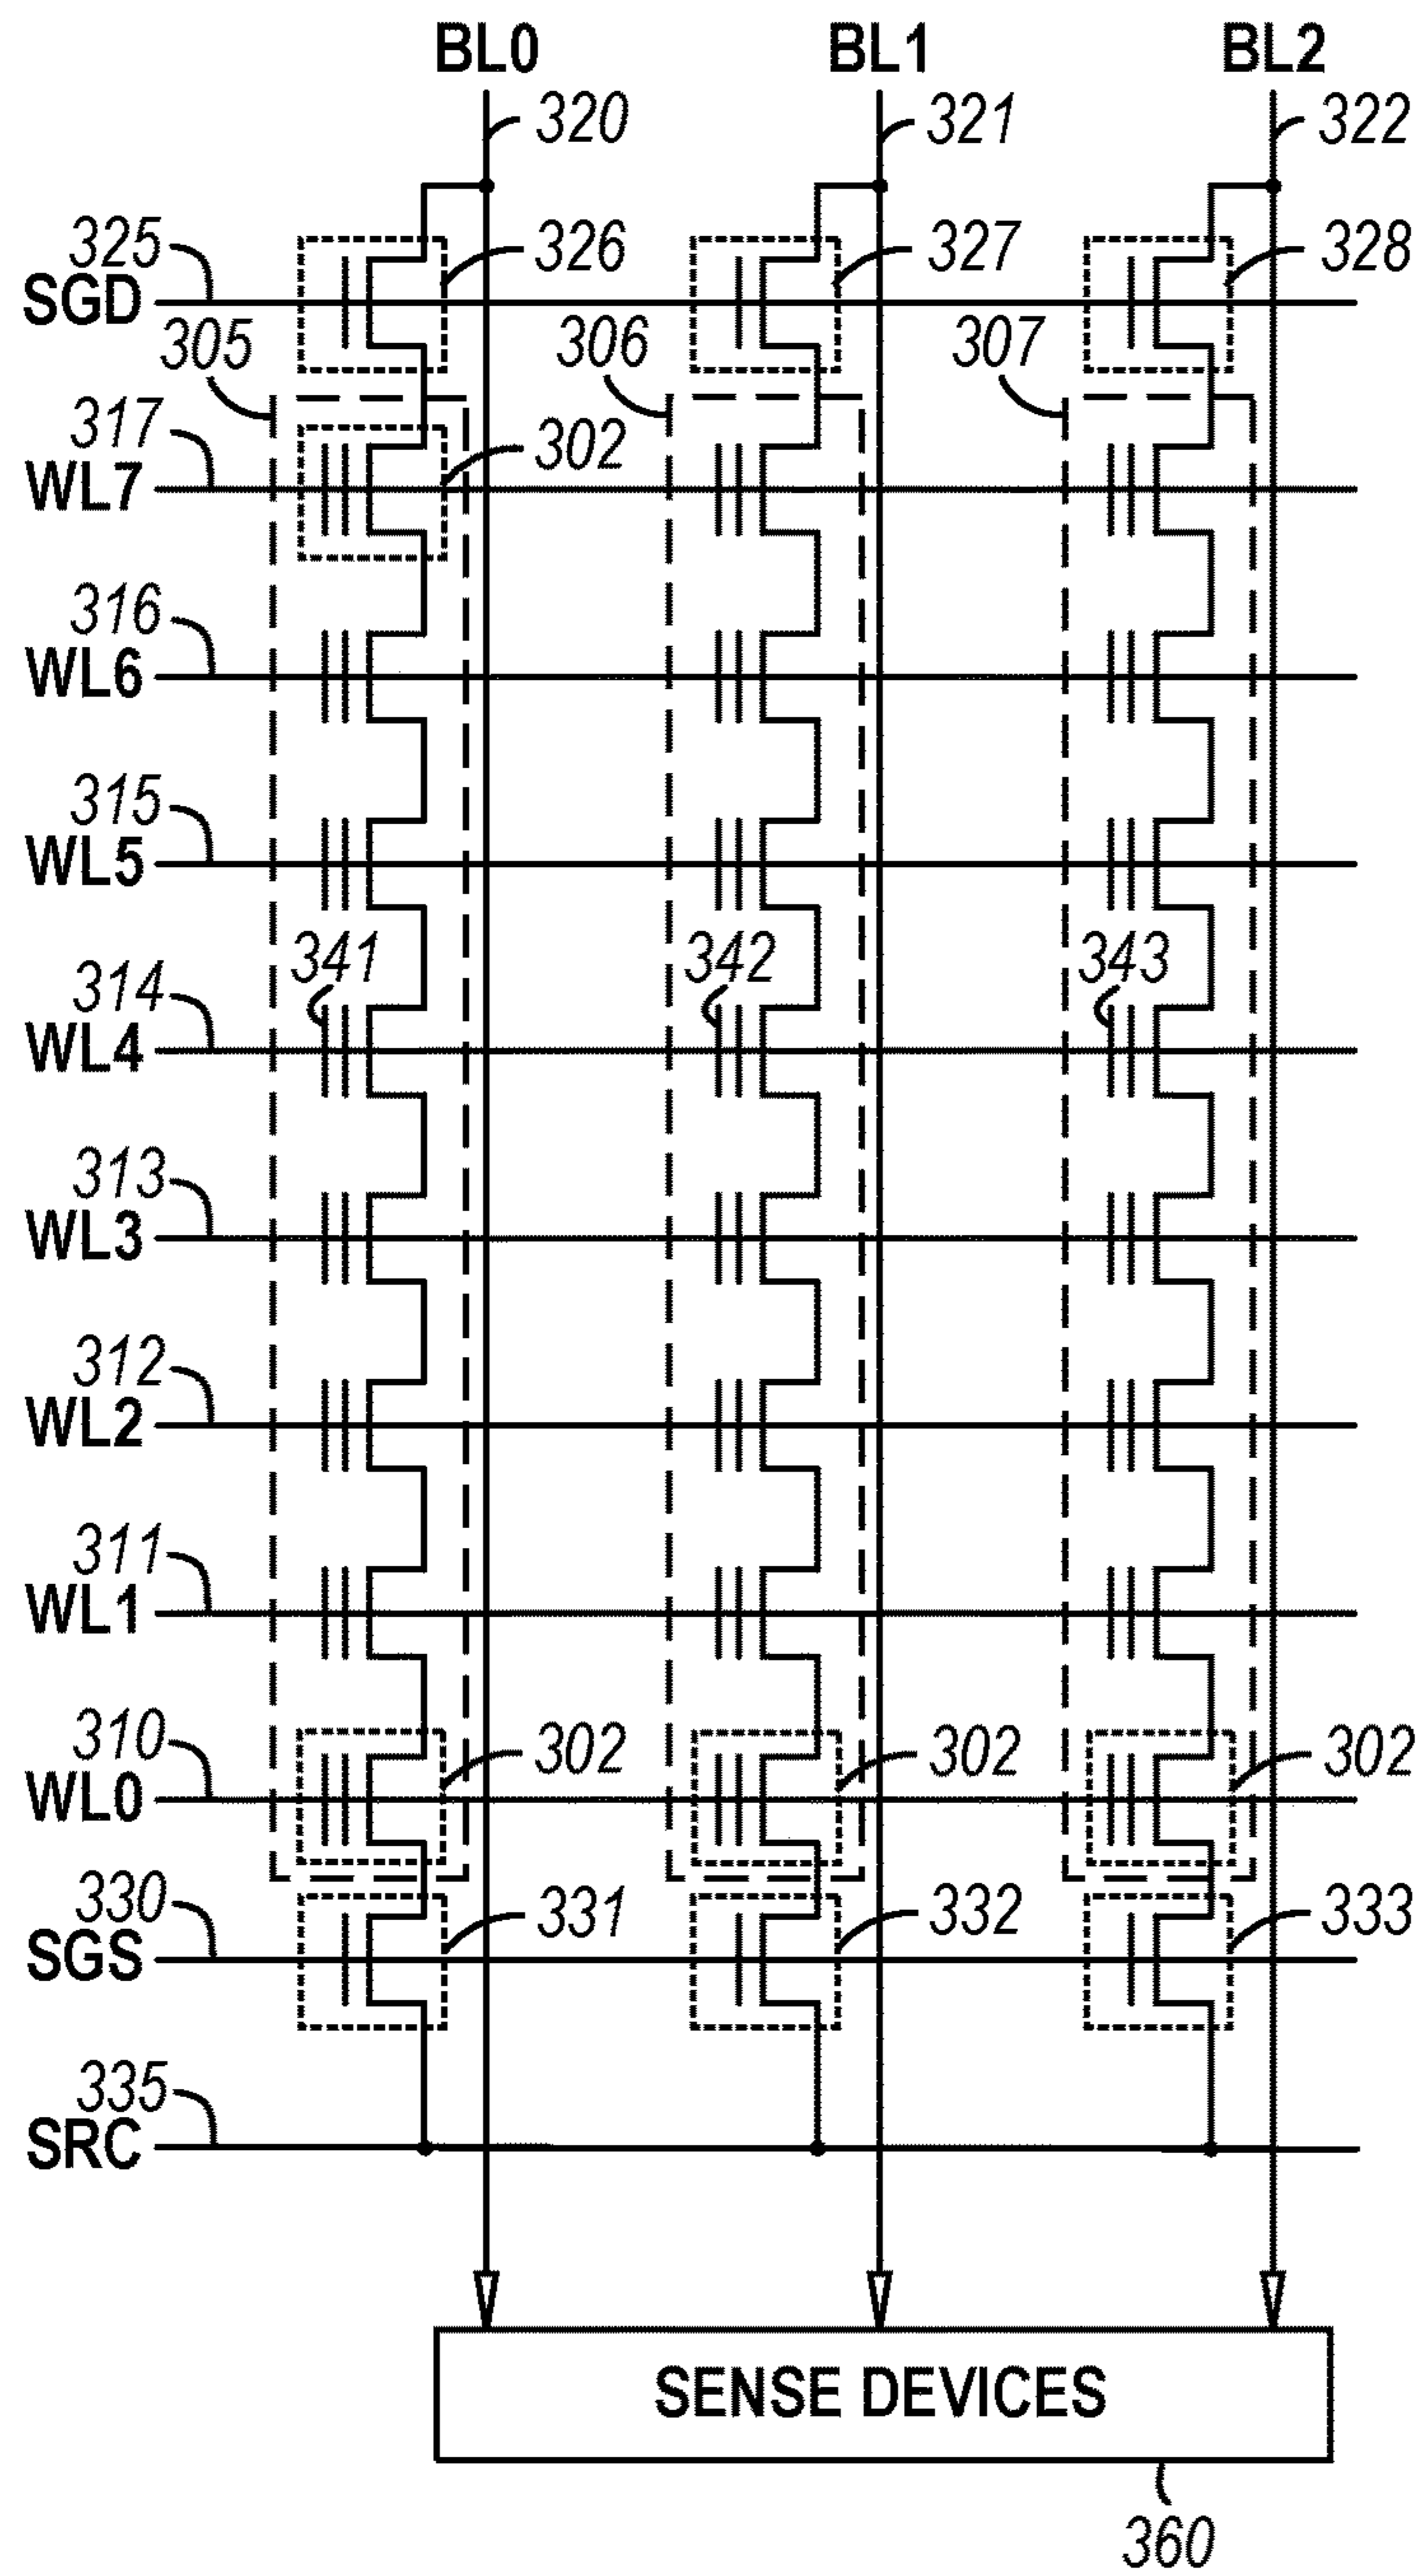 BL0 BL1 BL2
320 321 322
325 326 327 328
SGD
305 306 307
317 302
WL7
316
WL6
315
WL5
341 342 343
314
WL4
313
WL3
312
WL2
311
WL1
310 302 302 302
WL0
330 331 332 333
SGS
335
SRC
SENSE DEVICES
360